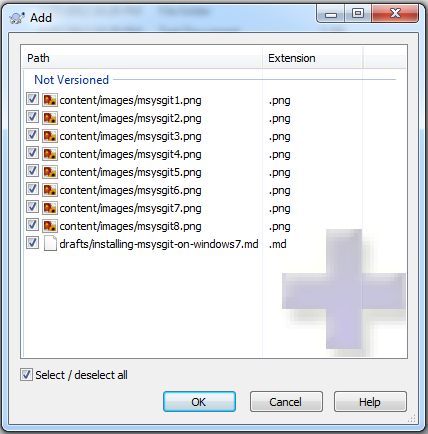 Add
Path Extension
Not Versioned
content/images/msysgit1.png .png
content/images/msysgit2.png .png
content/images/msysgit3.png .png
content/images/msysgit4.png .png
content/images/msysgit5.png .png
content/images/msysgit6.png .png
content/images/msysgit7.png .png
content/images/msysgit8.png .png
drafts/installing-msysgit-on-windows7.md .md
Select / deselect all
OK Cancel Help